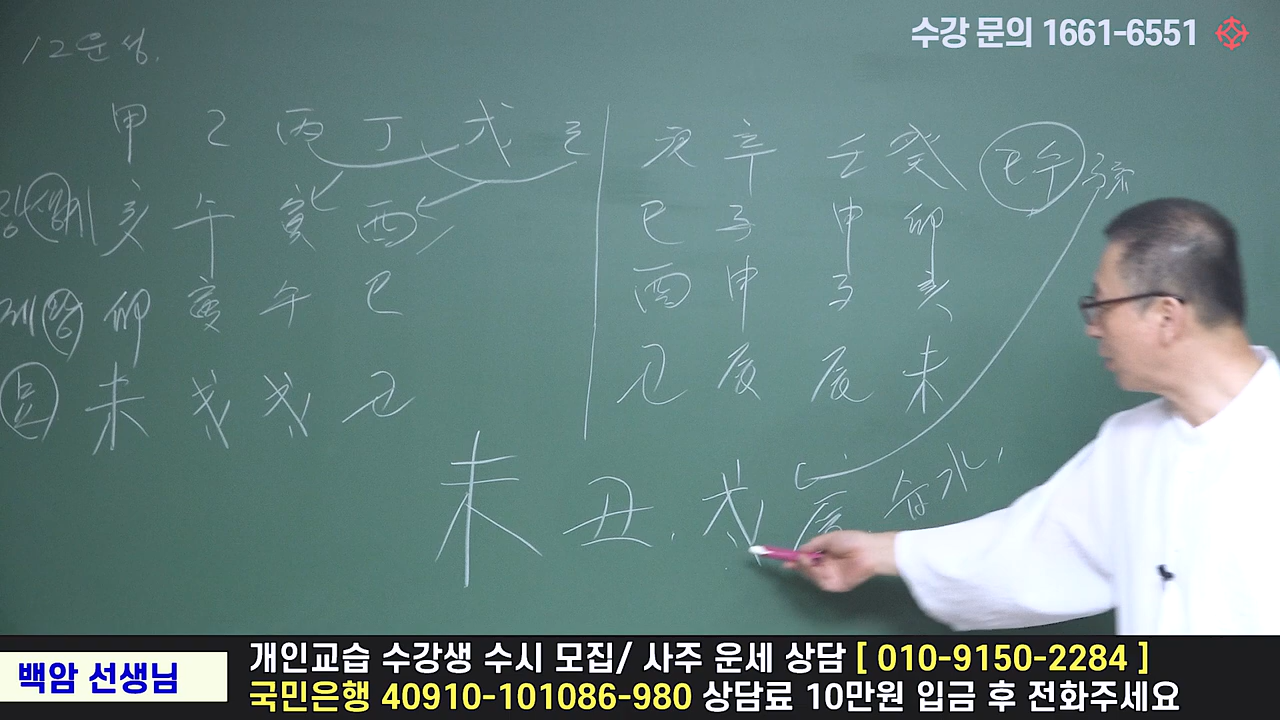 수강 문의 1661-6551
12운성.
甲 乙 丙 丁 戊 己 庚 辛 壬 癸
亥 午 寅 酉 巳 子 申 卯
卯 寅 午 巳 酉 申 子 亥
未 戌 戌 丑 丑 辰 辰 未
未 丑. 戌 辰. 水.
백암 선생님
개인교습 수강생 수시 모집/ 사주 운세 상담 [ 010-9150-2284 ]
국민은행 40910-101086-980 상담료 10만원 입금 후 전화주세요